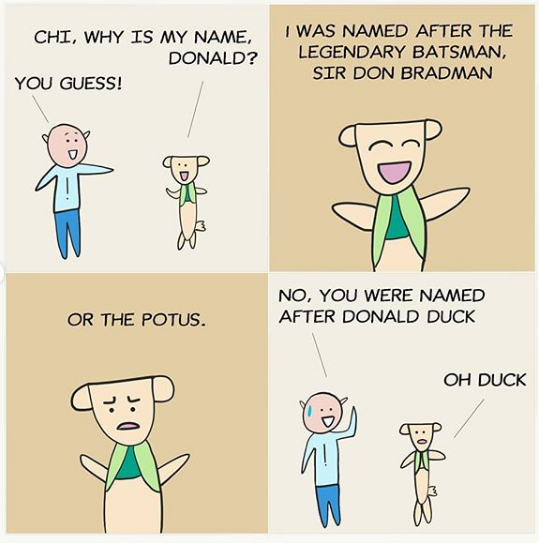 CHI, WHY IS MY NAME,
DONALD?
YOU GUESS!
I WAS NAMED AFTER THE
LEGENDARY BATSMAN,
SIR DON BRADMAN
OR THE POTUS.
NO, YOU WERE NAMED
AFTER DONALD DUCK
OH DUCK